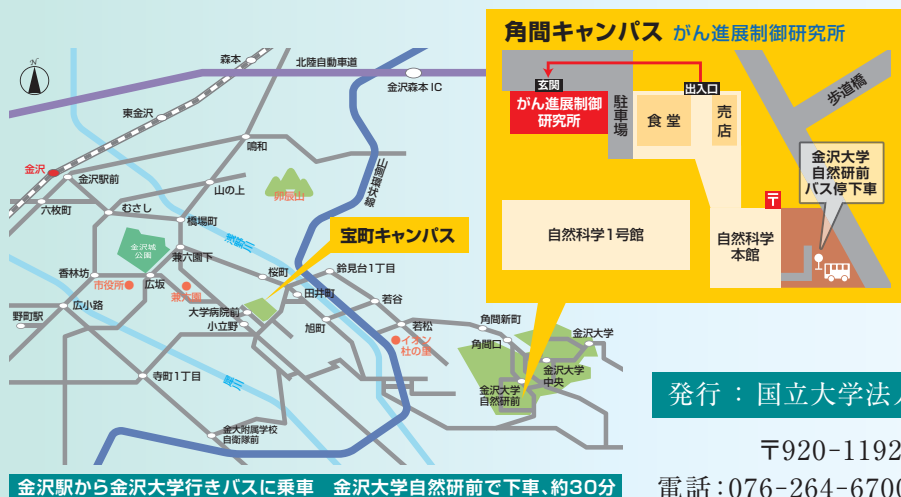 角間キャンパス がん進展制御研究所
玄関
がん進展制御
研究所
駐車場
食堂
出入口
売店
歩道橋
金沢大学
自然研前
バス停下車
〒
自然科学1号館
自然科学
本館
N
森本
北陸自動車道
金沢森本 IC
東金沢
鳴和
山側環状線
金沢
金沢駅前
山の上
卯辰山
六枚町
むさし
橋場町
浅野川
宝町キャンパス
金沢城
公園
兼六園下
香林坊
市役所
広坂
兼六園
桜町
鈴見台1丁目
田井町
若谷
広小路
野町駅
大学病院前
小立野
旭町
若松
イオン
杜の里
角間新町
角間口
金沢大学
金沢大学
中央
金沢大学
自然研前
寺町1丁目
犀川
金大附属学校
自衛隊前
金沢駅から金沢大学行きバスに乗車 金沢大学自然研前で下車、約30分
発行 : 国立大学法
〒920-1192
電話:076-264-6700